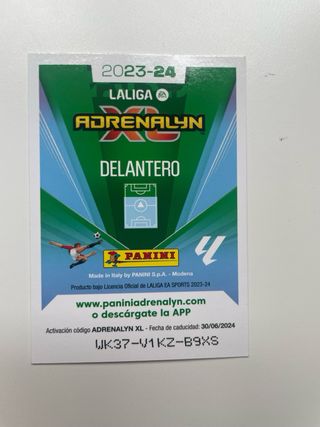 2023-24
LALIGA EA SPORTS
ADRENALYN
XL
DELANTERO
PANINI
Made in Italy by PANINI S.p.A. - Modena
Producto bajo Licencia Oficial de LALIGA EA SPORTS 2023-24
www.paniniadrenalyn.com
o descárgate la APP
Activación código ADRENALYN XL - Fecha de caducidad: 30/06/2024
WK37-V1KZ-B9XS